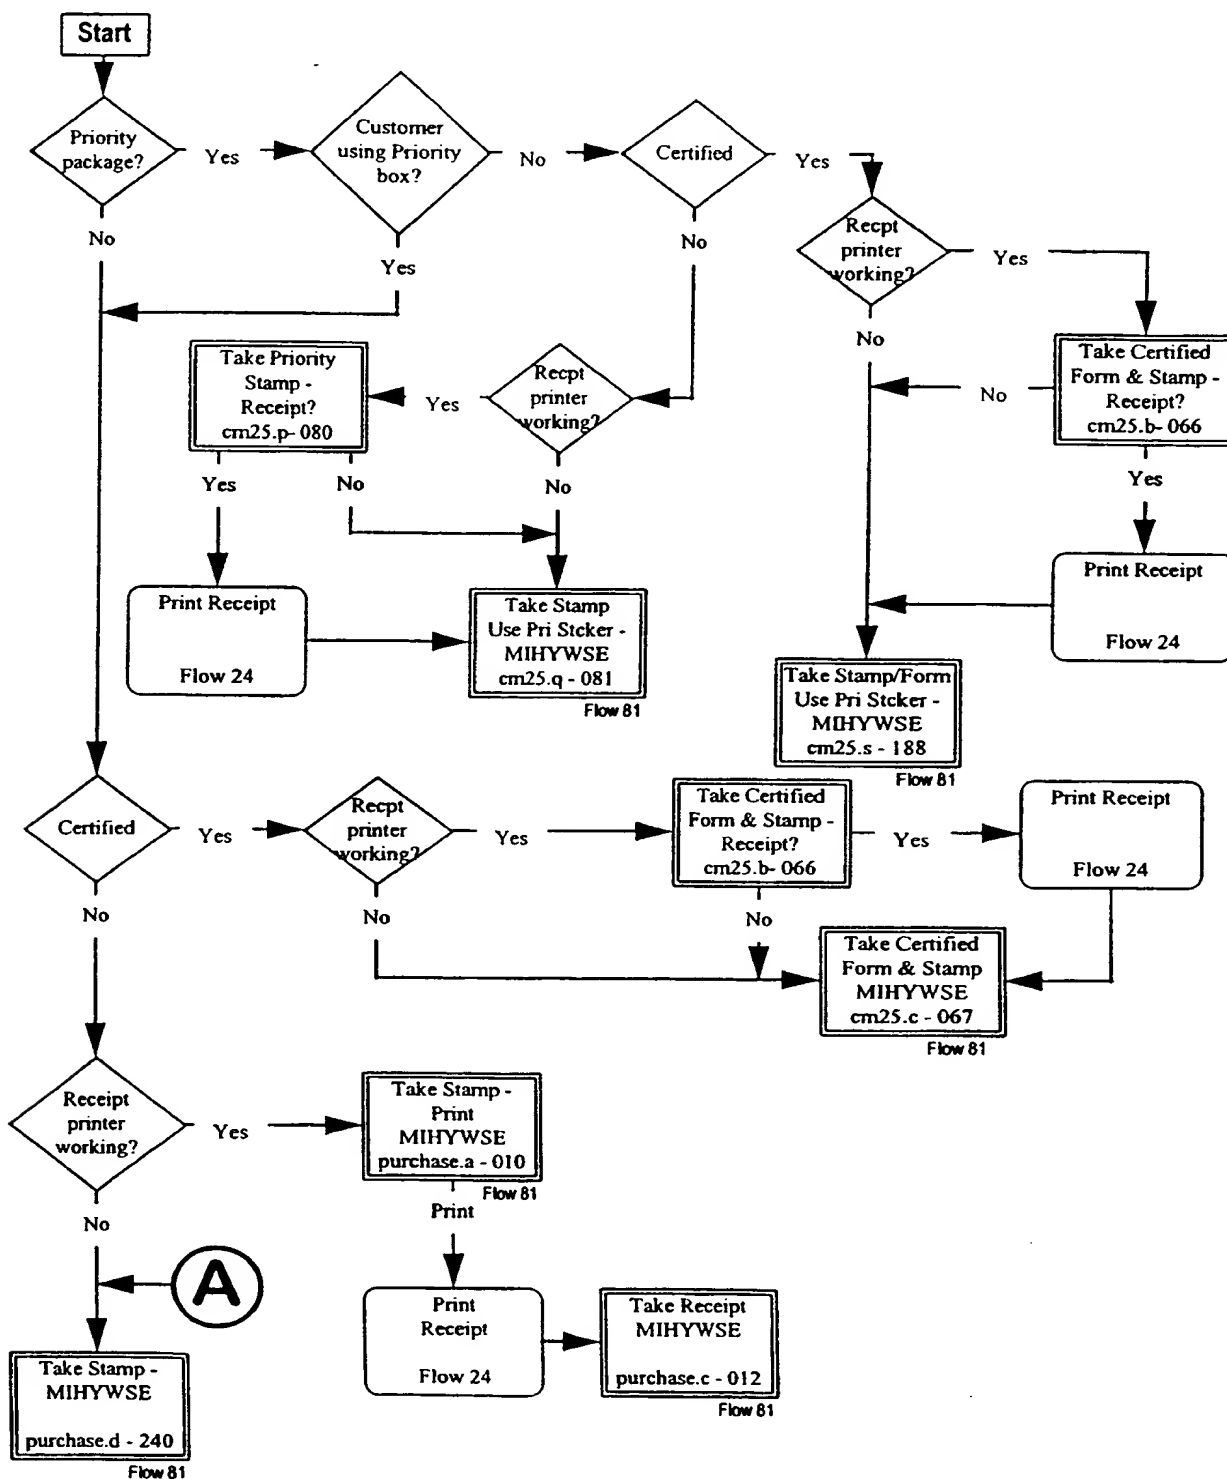 Start
Priority
package?
Yes
Customer
using Priority
box?
No
Certified
Yes
No
Yes
No
Recpt
printer
working?
Yes
No
Take Certified
Form & Stamp -
Receipt?
cm25.b- 066
No
Yes
Take Priority
Stamp -
Receipt?
cm25.p- 080
Yes
Recpt
printer
working?
Yes
No
No
Print Receipt
Flow 24
Print Receipt
Flow 24
Take Stamp
Use Pri Stcker -
MIHYWSE
cm25.q - 081
Flow 81
Take Stamp/Form
Use Pri Stcker -
MIHYWSE
cm25.s - 188
Flow 81
Certified
Yes
Recpt
printer
working?
Yes
Take Certified
Form & Stamp -
Receipt?
cm25.b- 066
Yes
Print Receipt
Flow 24
No
No
No
Take Certified
Form & Stamp
MIHYWSE
cm25.c - 067
Flow 81
Receipt
printer
working?
Yes
Take Stamp -
Print
MIHYWSE
purchase.a - 010
Flow 81
Print
No
A
Print
Receipt
Flow 24
Take Receipt
MIHYWSE
purchase.c - 012
Flow 81
Take Stamp -
MIHYWSE
purchase.d - 240
Flow 81